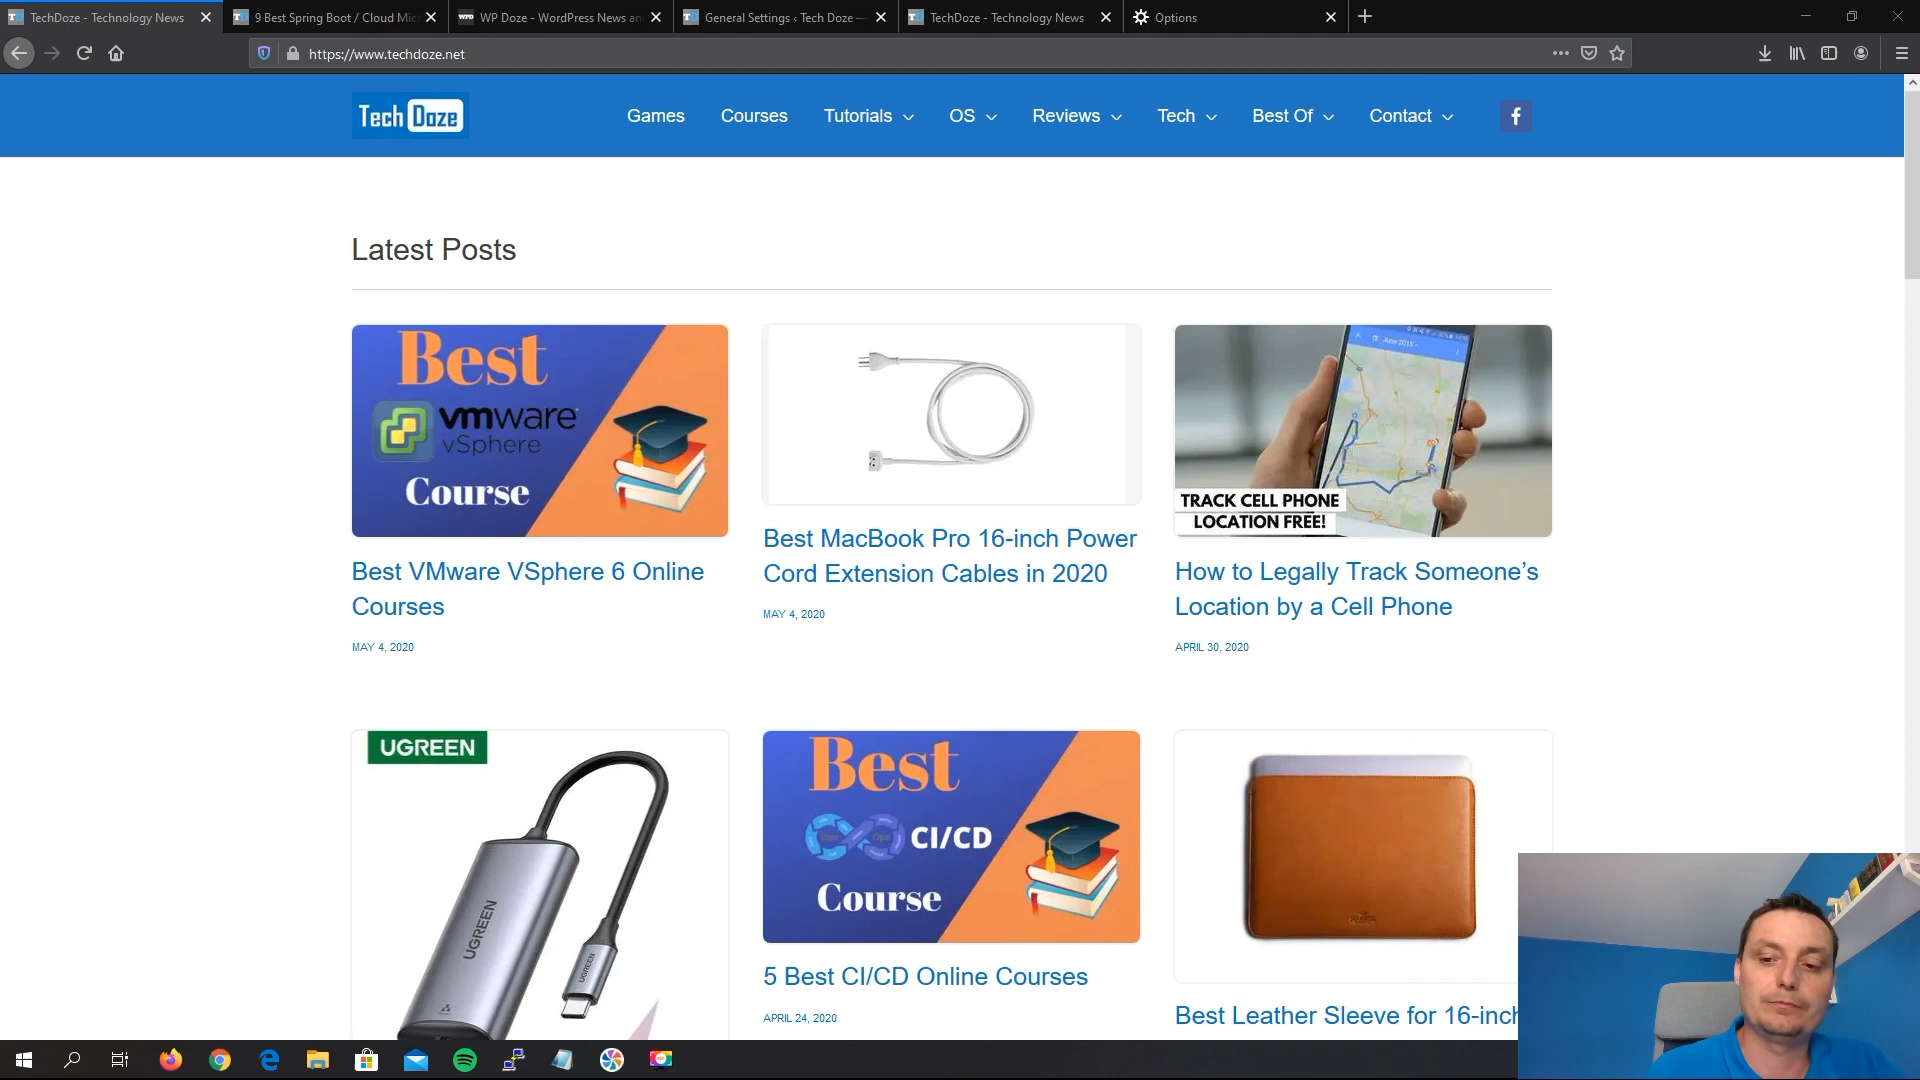 TechDoze - Technology News
9 Best Spring Boot / Cloud Mic
WP Doze - WordPress News an
General Settings ‹ Tech Doze —
TechDoze - Technology News
Options
https://www.techdoze.net
Tech Doze
Games
Courses
Tutorials
OS
Reviews
Tech
Best Of
Contact
Latest Posts
Best
vmware
vSphere
Course
June 2015
TRACK CELL PHONE
LOCATION FREE!
Best VMware VSphere 6 Online
Courses
MAY 4, 2020
Best MacBook Pro 16-inch Power
Cord Extension Cables in 2020
MAY 4, 2020
How to Legally Track Someone’s
Location by a Cell Phone
APRIL 30, 2020
UGREEN
UGREEN
UGREEN
Best
CI/CD
Course
5 Best CI/CD Online Courses
APRIL 24, 2020
Best Leather Sleeve for 16-inch